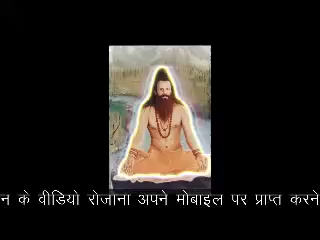 न के वीडियो रोजाना अपने मोबाइल पर प्राप्त करने